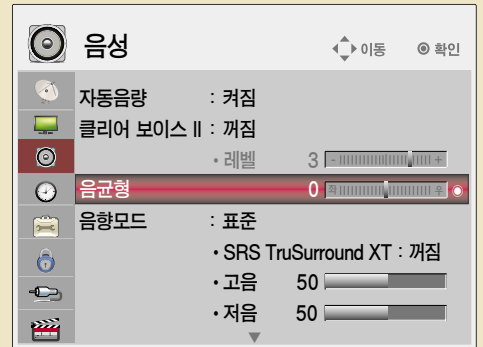 음성 이동 ◉ 확인
자동음량 : 켜짐
클리어 보이스 II : 꺼짐
• 레벨 3 - +
음균형 0 좌 우
음향모드 : 표준
• SRS TruSurround XT : 꺼짐
• 고음 50
• 저음 50